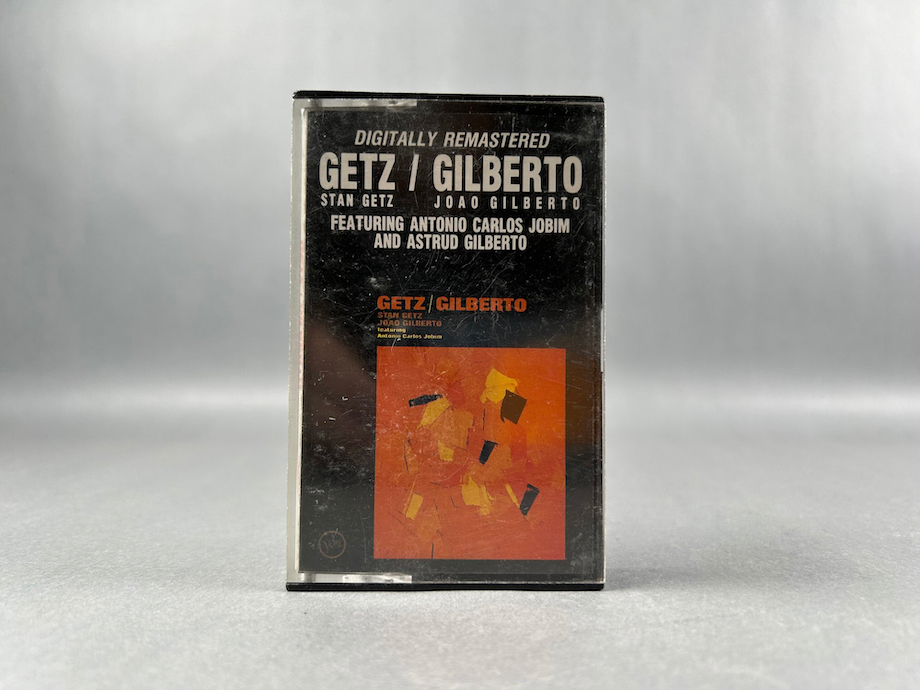 DIGITALLY REMASTERED
GETZ / GILBERTO
STAN GETZ JOAO GILBERTO
FEATURING ANTONIO CARLOS JOBIM
AND ASTRUD GILBERTO
GETZ/GILBERTO
STAN GETZ
JOAO GILBERTO
featuring
Antonio Carlos Jobim